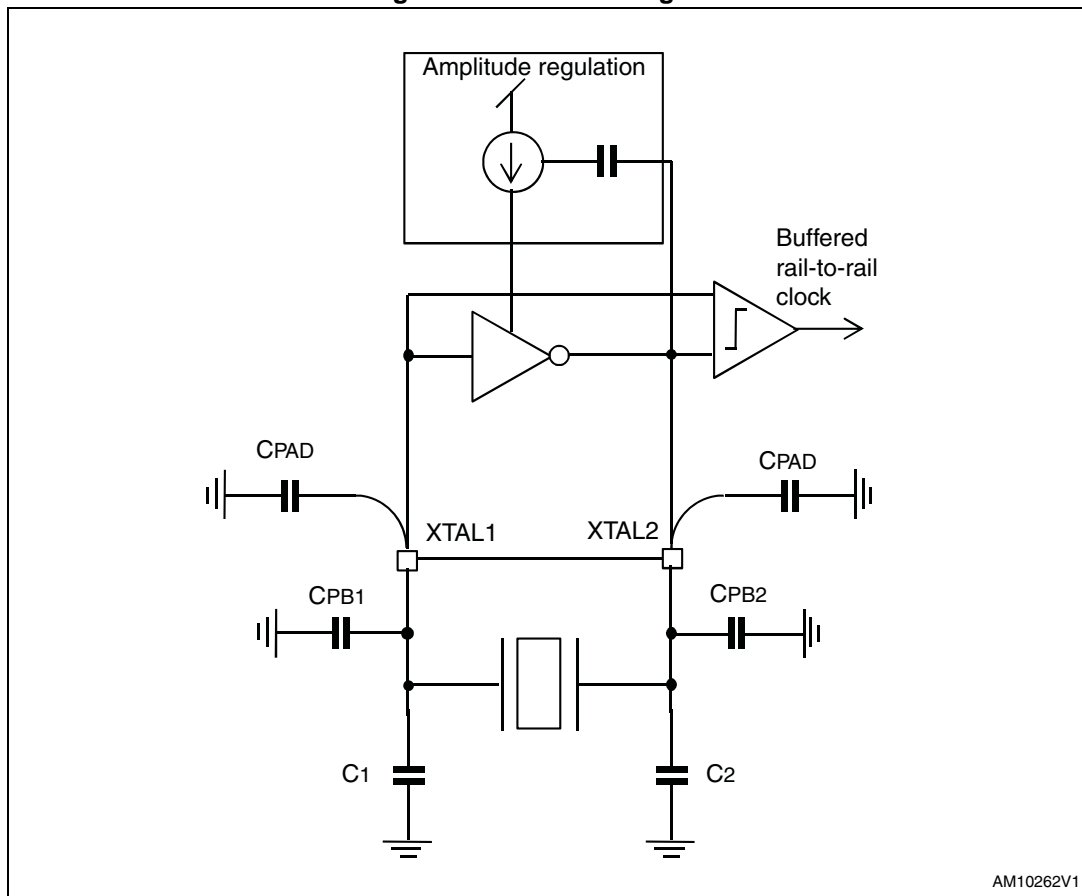 Amplitude regulation
Buffered
rail-to-rail
clock
CPAD
CPAD
XTAL1
XTAL2
CPB1
CPB2
C1
C2
AM10262V1